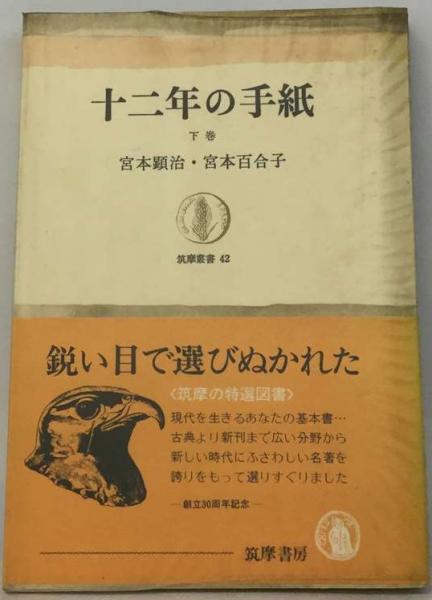 十二年の手紙
下巻
宮本顕治・宮本百合子
筑摩叢書 42
鋭い目で選びぬかれた
〈筑摩の特選図書〉
現代を生きるあなたの基本書…
古典より新刊まで広い分野から
新しい時代にふさわしい名著を
誇りをもって選りすぐりました
―創立30周年記念―
筑摩書房